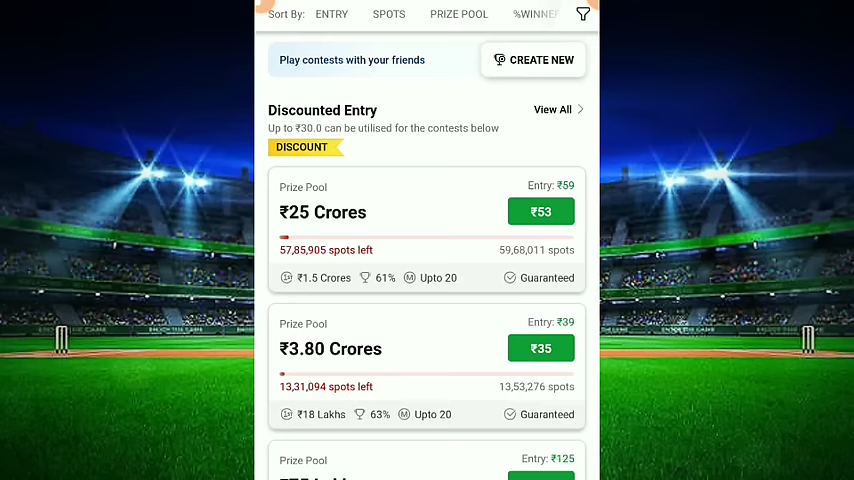 Sort By: ENTRY SPOTS PRIZE POOL %WINNE
Play contests with your friends
CREATE NEW
Discounted Entry
View All
Up to ₹30.0 can be utilised for the contests below
DISCOUNT
Prize Pool
Entry: ₹59
₹25 Crores
₹53
57,85,905 spots left
59,68,011 spots
₹1.5 Crores 61% M Upto 20 Guaranteed
Prize Pool
Entry: ₹39
₹3.80 Crores
₹35
13,31,094 spots left
13,53,276 spots
₹18 Lakhs 63% M Upto 20 Guaranteed
Prize Pool
Entry: ₹125